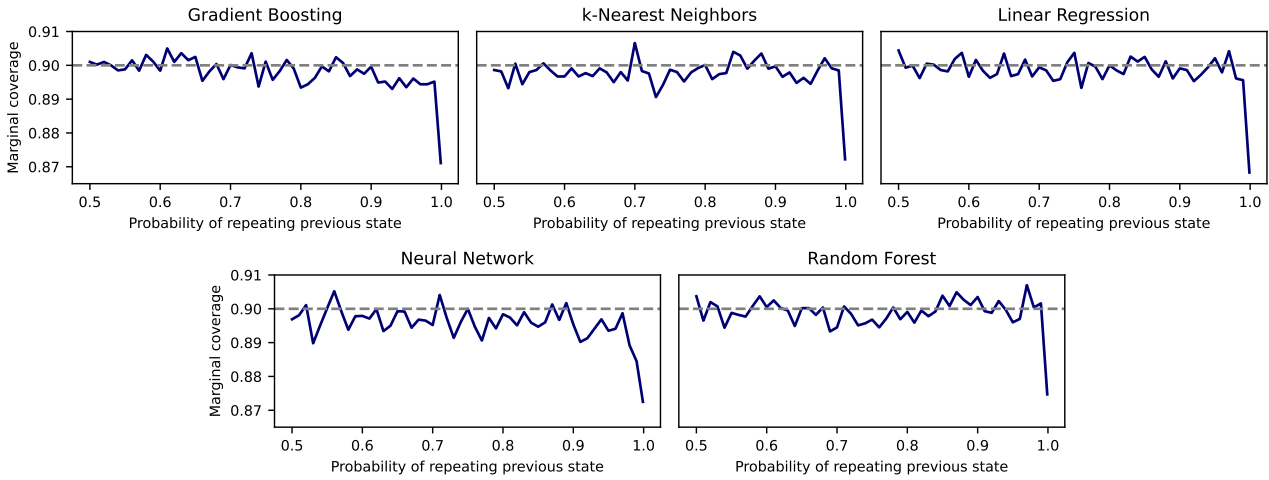 Gradient Boosting
k-Nearest Neighbors
Linear Regression
Marginal coverage
0.91
0.90
0.89
0.88
0.87
0.5 0.6 0.7 0.8 0.9 1.0
0.5 0.6 0.7 0.8 0.9 1.0
0.5 0.6 0.7 0.8 0.9 1.0
Probability of repeating previous state
Probability of repeating previous state
Probability of repeating previous state
Neural Network
Random Forest
Marginal coverage
0.91
0.90
0.89
0.88
0.87
0.5 0.6 0.7 0.8 0.9 1.0
0.5 0.6 0.7 0.8 0.9 1.0
Probability of repeating previous state
Probability of repeating previous state